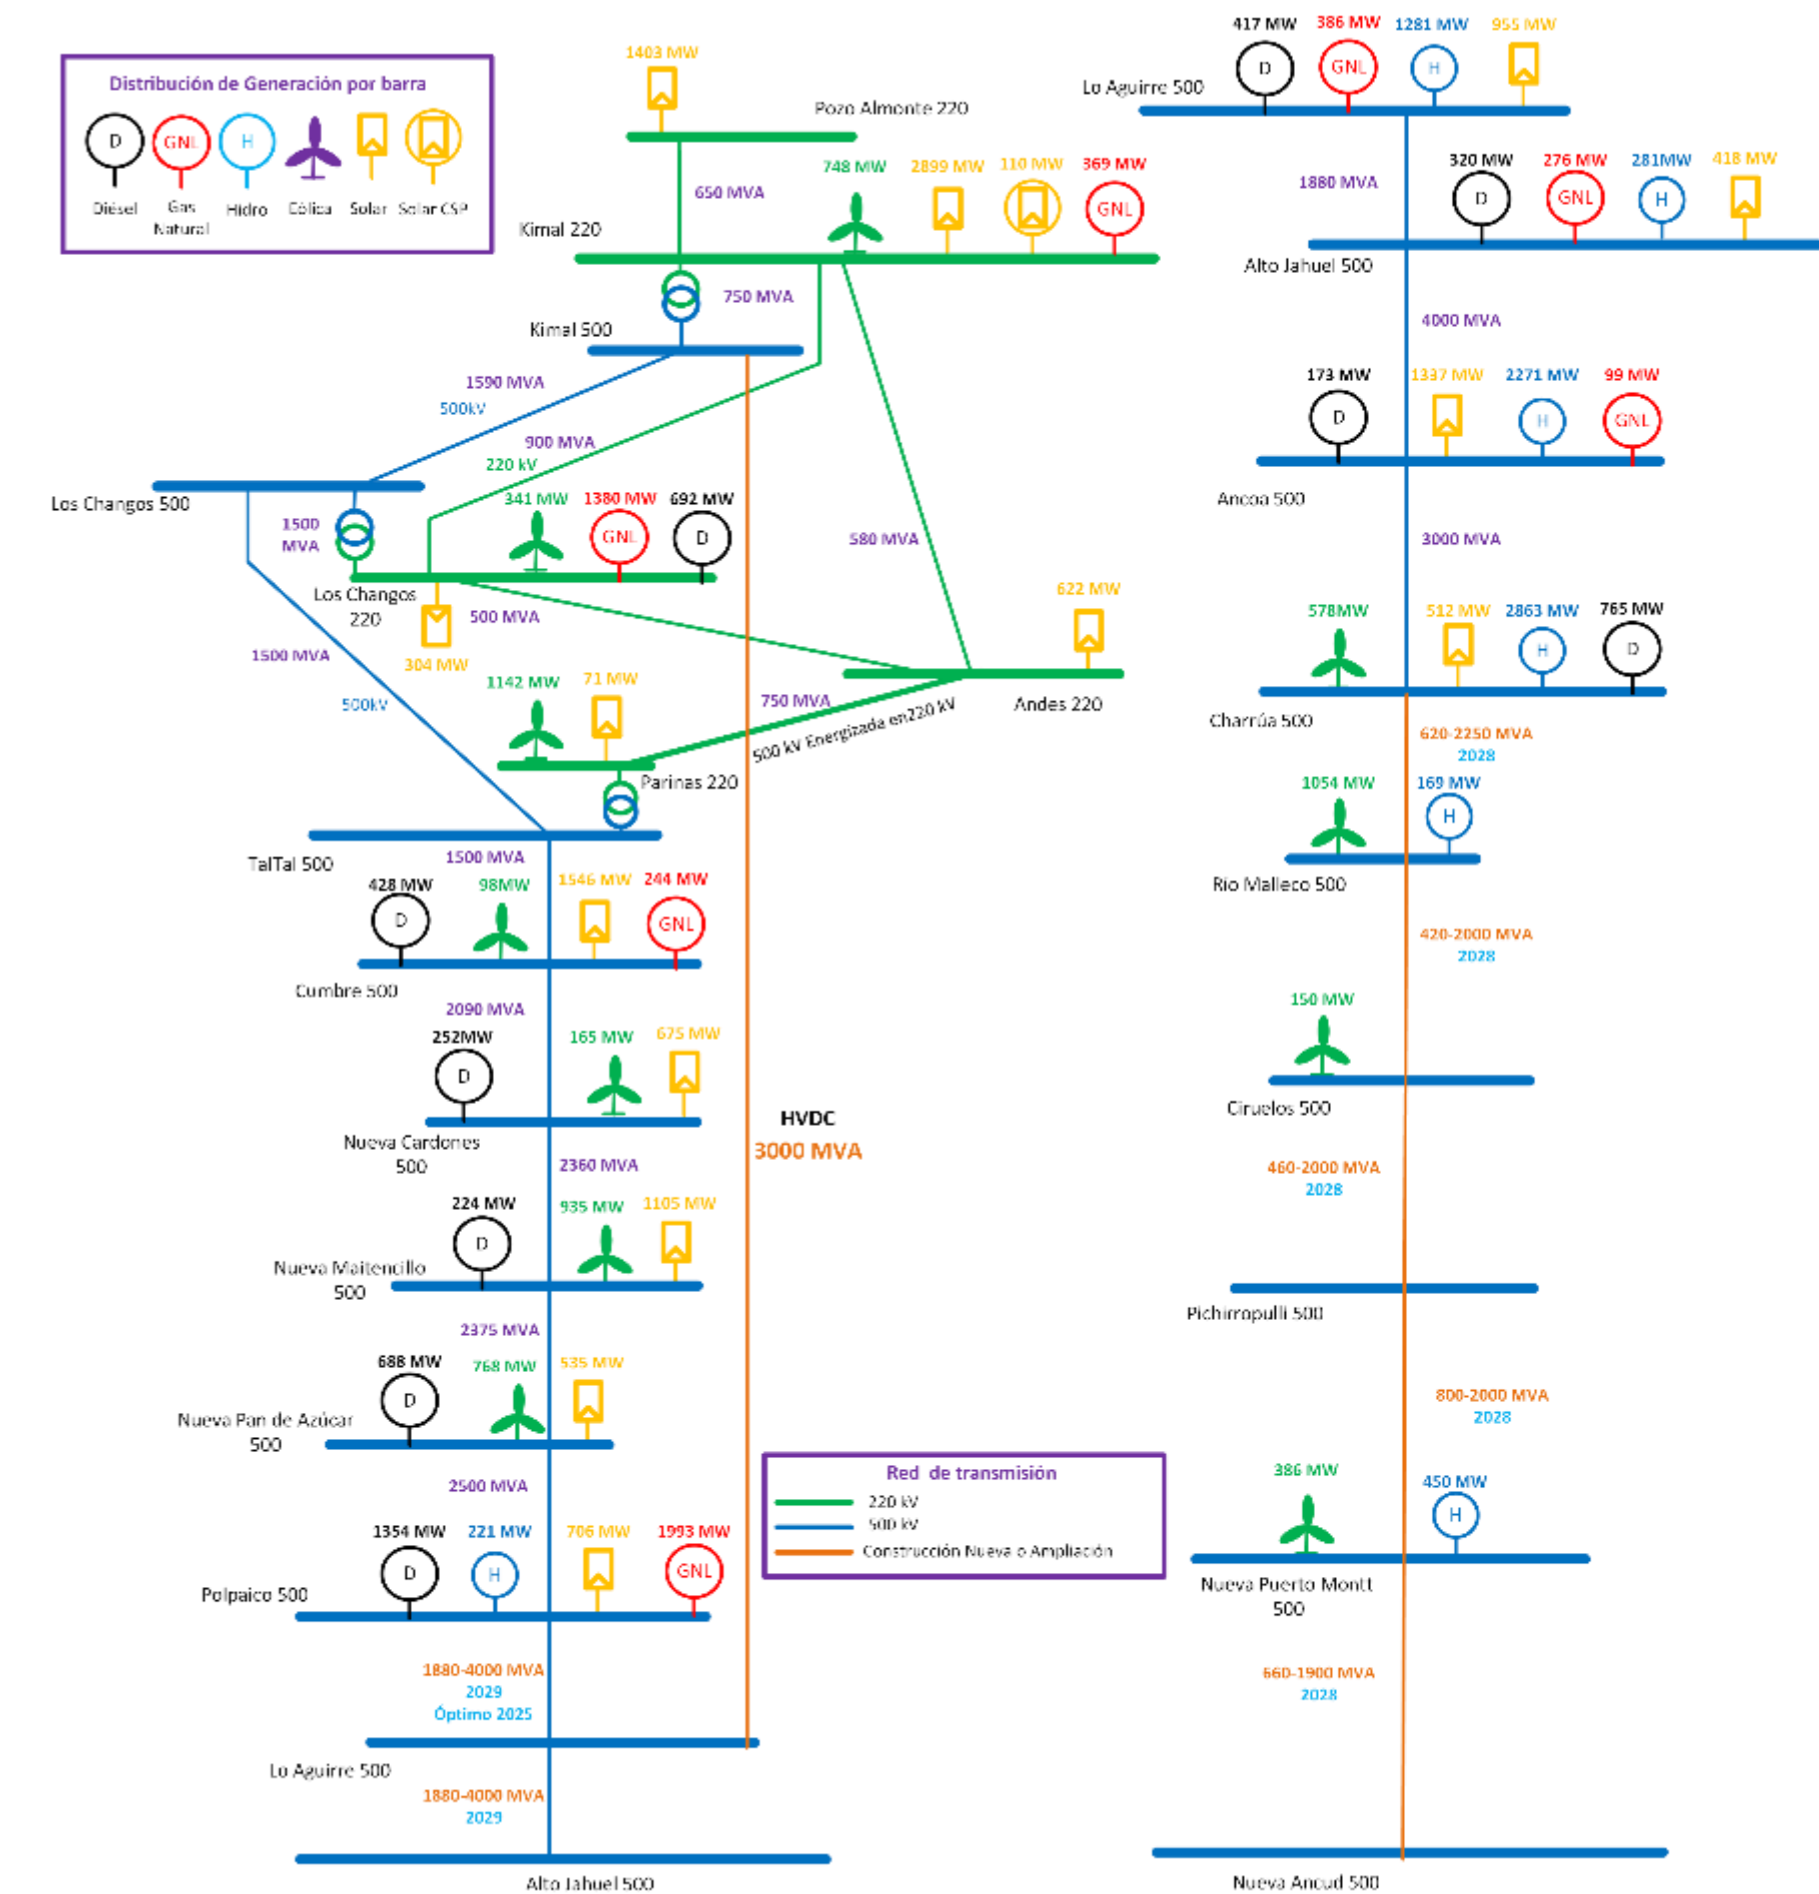 Distribución de Generación por barra
D
GNL
H
Diésel
Gas
Natural
Hidro
Eólica
Solar
Solar CSP
1403 MW
Pozo Almonte 220
650 MVA
748 MW
2899 MW
110 MW
369 MW
GNL
Kimal 220
750 MVA
Kimal 500
1590 MVA
500kV
900 MVA
220 kV
Los Changos 500
1500
MVA
341 MW
1380 MW
692 MW
GNL
D
Los Changos
220
304 MW
500 MVA
580 MVA
622 MW
Andes 220
1500 MVA
500kV
1142 MW
71 MW
750 MVA
500 kV Energizada en220 kV
Parinas 220
TalTal 500
1500 MVA
428 MW
98MW
1546 MW
244 MW
D
GNL
Cumbre 500
2090 MVA
252MW
165 MW
675 MW
D
Nueva Cardones
500
2360 MVA
HVDC
3000 MVA
224 MW
935 MW
1105 MW
D
Nueva Maitencillo
500
2375 MVA
688 MW
768 MW
535 MW
D
Nueva Pan de Azúcar
500
2500 MVA
1354 MW
221 MW
706 MW
1993 MW
D
H
GNL
Polpaico 500
1880-4000 MVA
2029
Óptimo 2025
Lo Aguirre 500
1880-4000 MVA
2029
Alto Jahuel 500
Red de transmisión
220 kV
500 kV
Construcción Nueva o Ampliación
417 MW
386 MW
1281 MW
955 MW
D
GNL
H
Lo Aguirre 500
1880 MVA
320 MW
276 MW
281MW
418 MW
D
GNL
H
Alto Jahuel 500
4000 MVA
173 MW
1337 MW
2271 MW
99 MW
D
H
GNL
Ancoa 500
3000 MVA
578MW
512 MW
2863 MW
765 MW
H
D
Charrúa 500
620-2250 MVA
2028
1054 MW
169 MW
H
Rio Malleco 500
420-2000 MVA
2028
150 MW
Ciruelos 500
460-2000 MVA
2028
Pichirropulli 500
800-2000 MVA
2028
386 MW
450 MW
H
Nueva Puerto Montt
500
660-1900 MVA
2028
Nueva Ancud 500